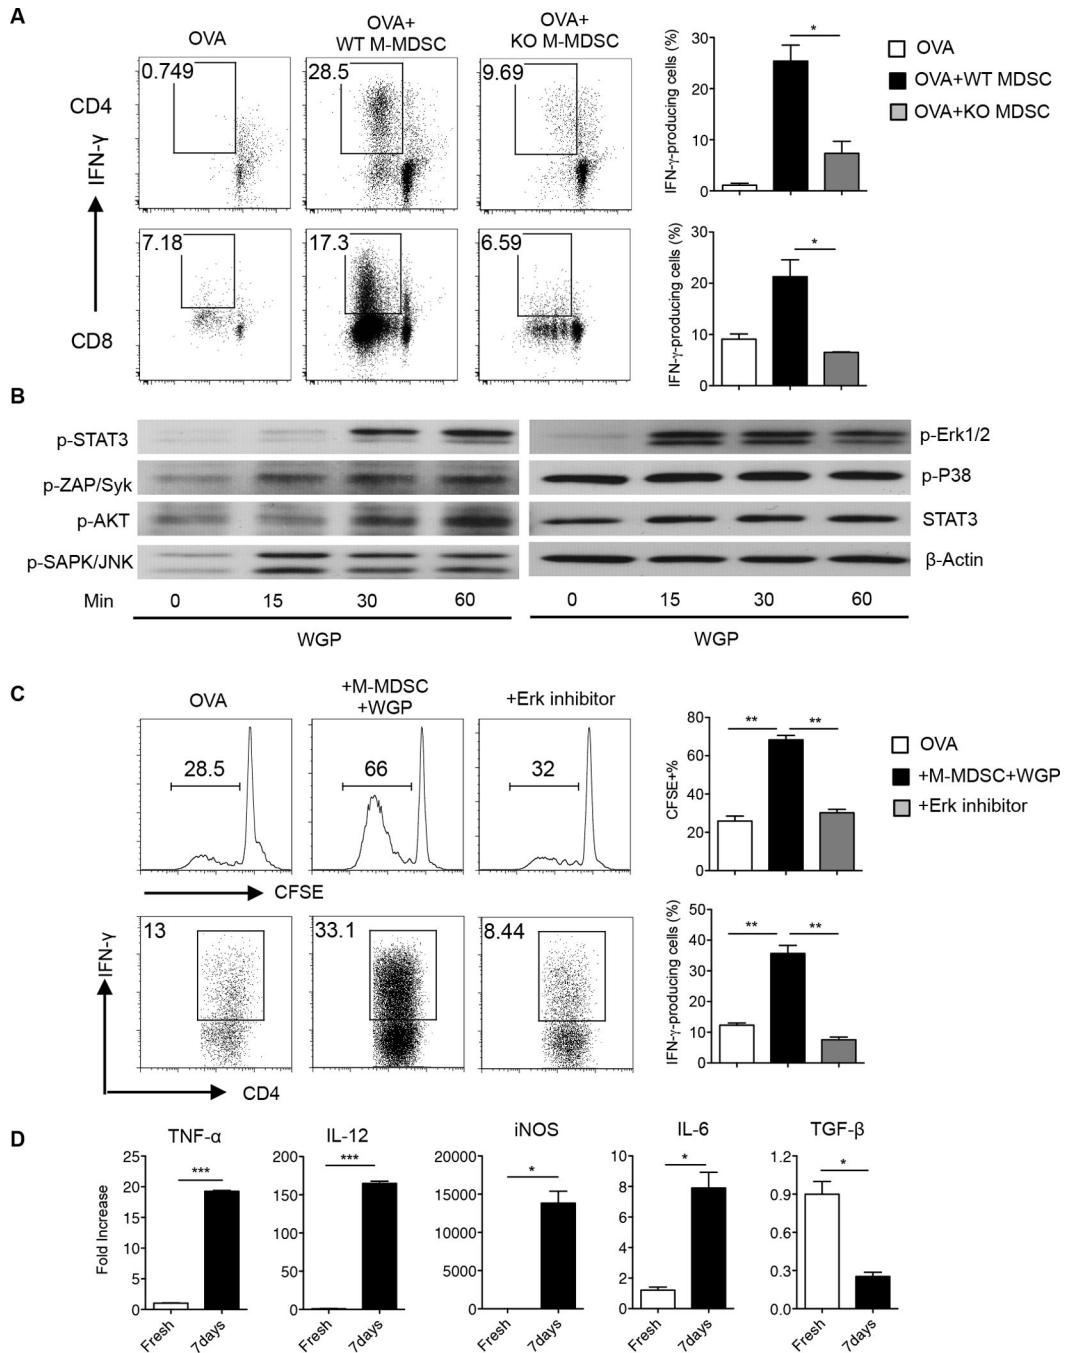 A
OVA
OVA+
WT M-MDSC
OVA+
KO M-MDSC
CD4
IFN-γ
CD8
0.749
28.5
9.69
7.18
17.3
6.59
IFN-γ-producing cells (%)
30
20
10
0
*
IFN-γ-producing cells (%)
30
20
10
0
*
OVA
OVA+WT MDSC
OVA+KO MDSC
B
p-STAT3
p-ZAP/Syk
p-AKT
p-SAPK/JNK
Min 0 15 30 60
WGP
p-Erk1/2
p-P38
STAT3
β-Actin
0 15 30 60
WGP
C
OVA
+M-MDSC
+WGP
+Erk inhibitor
28.5
66
32
CFSE
IFN-γ
13
33.1
8.44
CD4
CFSE+%
80
60
40
20
0
** **
IFN-γ-producing cells (%)
50
40
30
20
10
0
** **
OVA
+M-MDSC+WGP
+Erk inhibitor
D
Fold Increase
TNF-α
25
20
15
10
5
0
***
Fresh 7days
IL-12
200
150
100
50
0
***
Fresh 7days
iNOS
20000
15000
10000
5000
0
*
Fresh 7days
IL-6
10
8
6
4
2
0
*
Fresh 7days
TGF-β
1.2
0.9
0.6
0.3
0.0
*
Fresh 7days